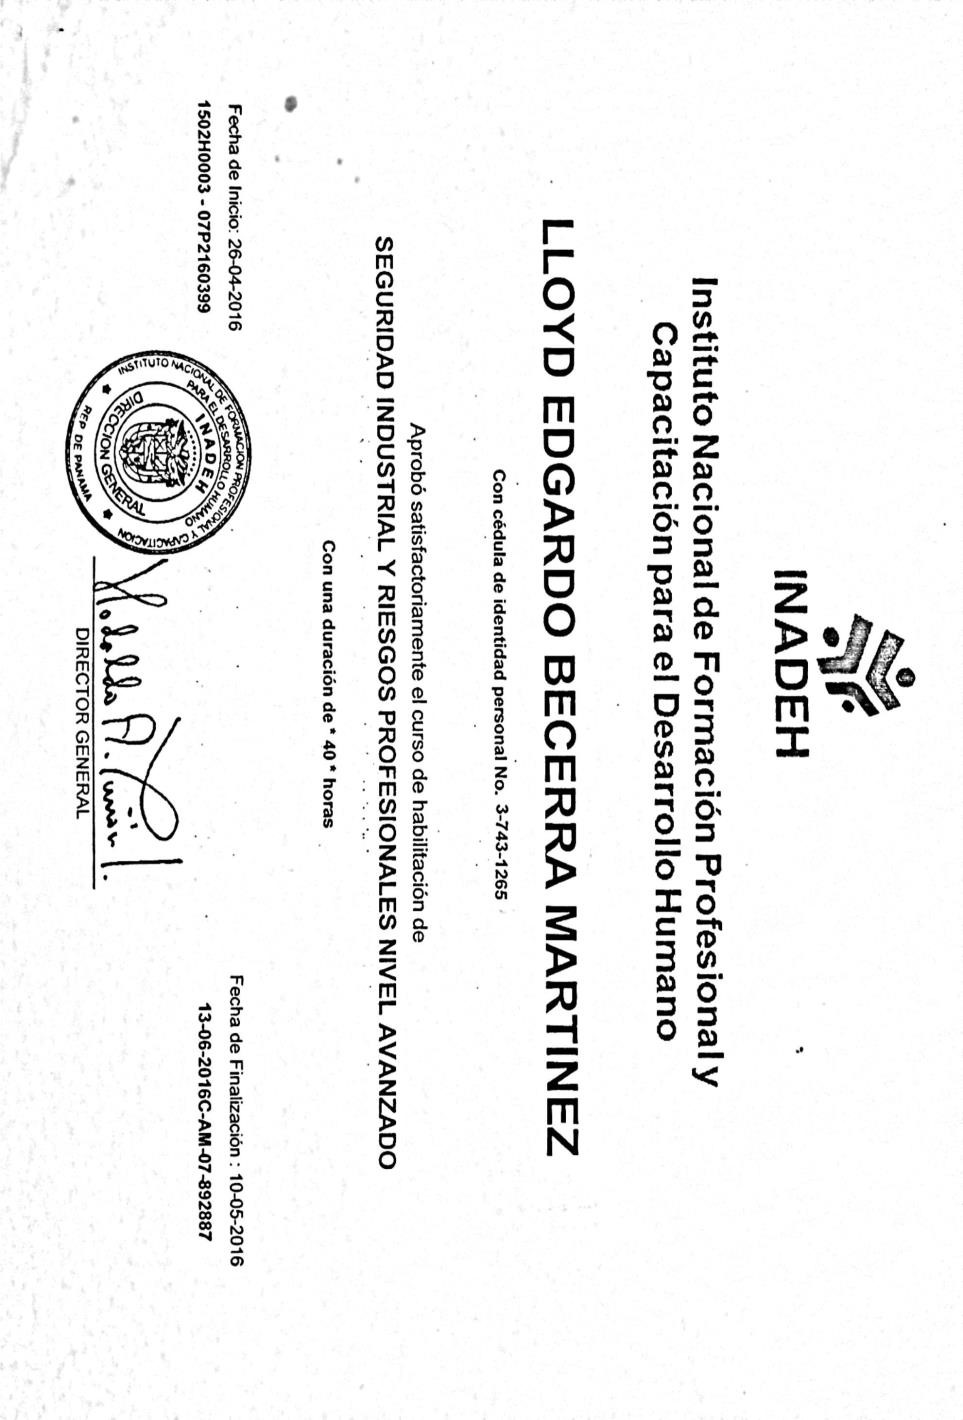 INADEH
Instituto Nacional de Formación Profesional y
Capacitación para el Desarrollo Humano
LLOYD EDGARDO BECERRA MARTINEZ
Con cédula de identidad personal No. 3-743-1265
Aprobó satisfactoriamente el curso de habilitación de
SEGURIDAD INDUSTRIAL Y RIESGOS PROFESIONALES NIVEL AVANZADO
Con una duración de * 40 * horas
Fecha de Inicio: 26-04-2016
1502H0003 - 07P2160399
Fecha de Finalización : 10-05-2016
13-06-2016C-AM-07-892887
INSTITUTO NACIONAL DE FORMACION PROFESIONAL Y CAPACITACION
PARA EL DESARROLLO HUMANO
INADEH
DIRECCION GENERAL
REP DE PANAMA
DIRECTOR GENERAL